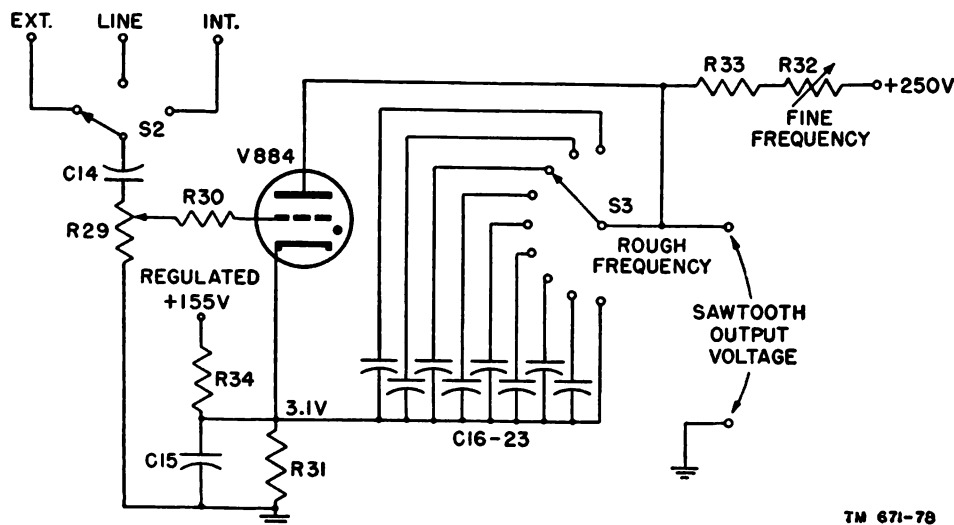 EXT. LINE INT.
R33 R32
+250V
FINE
FREQUENCY
S2
V884
C14
R30
S3
R29
ROUGH
FREQUENCY
REGULATED
+155V
SAWTOOTH
OUTPUT
VOLTAGE
R34
3.1V
C16-23
C15
R31
TM 671-78